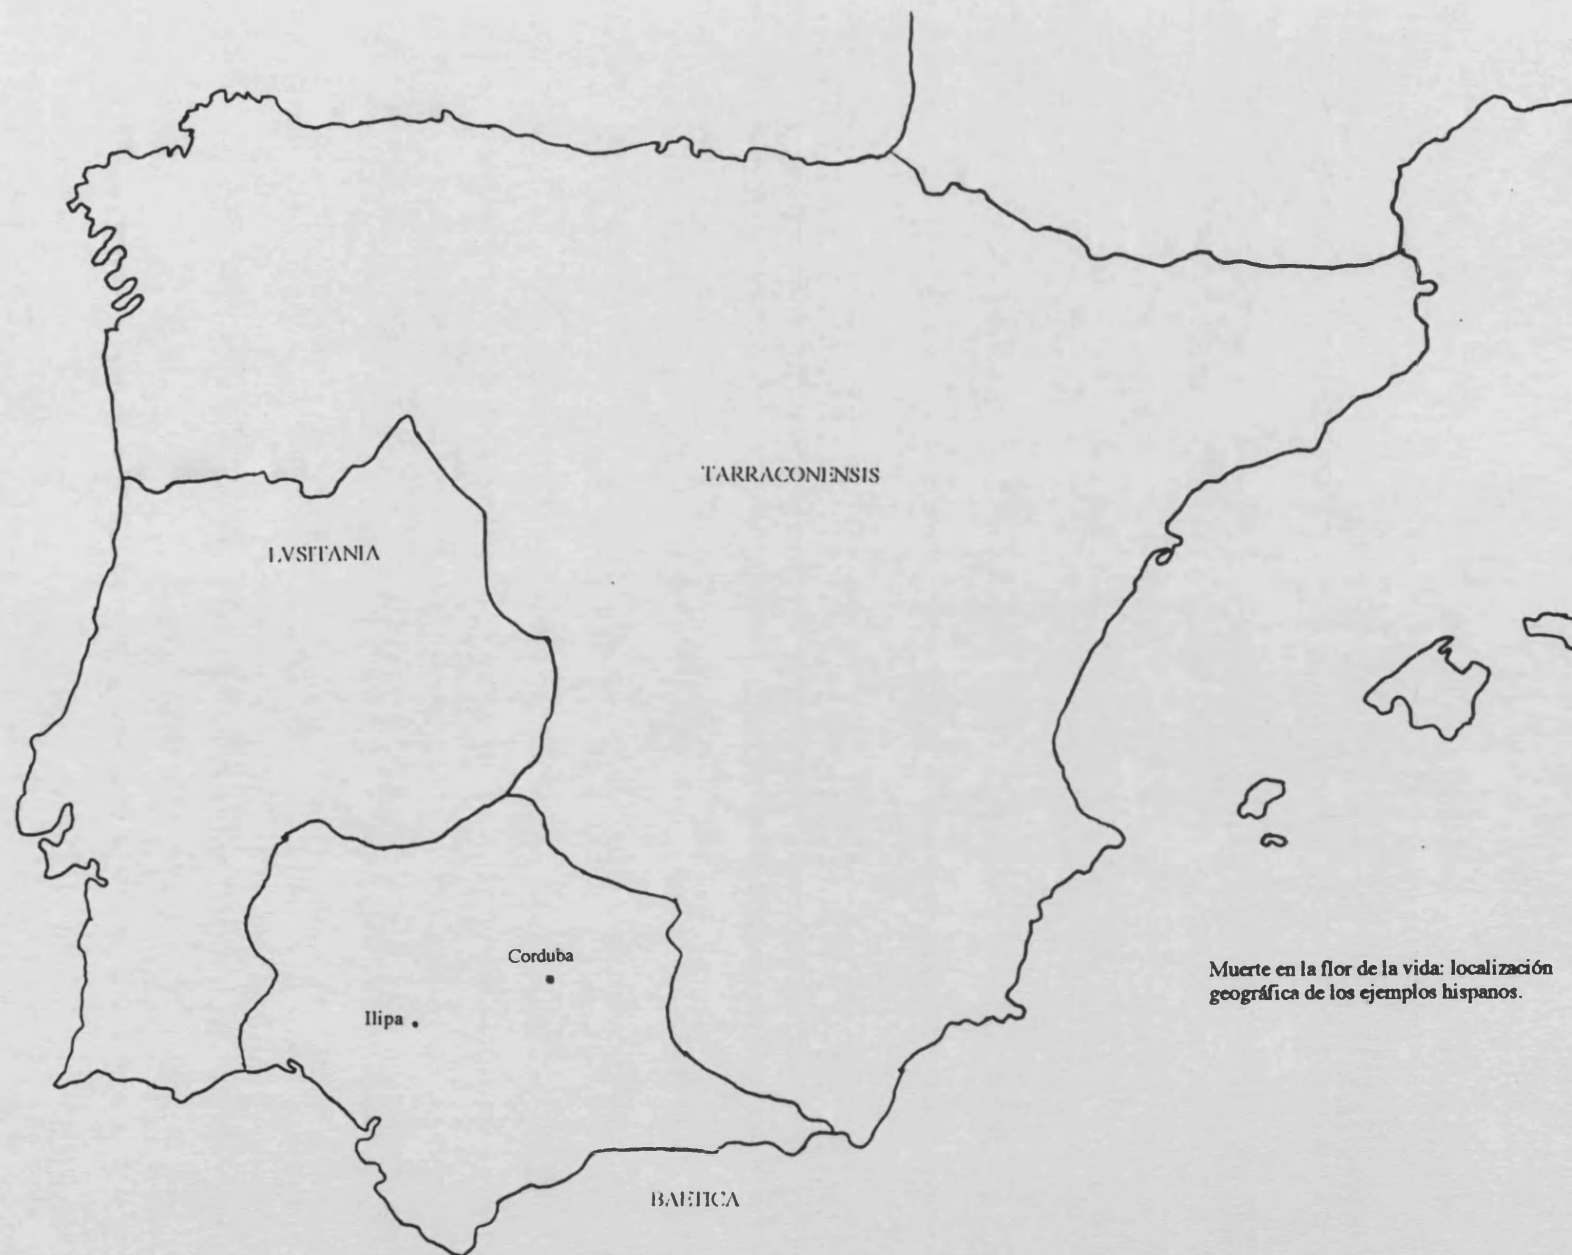 TARRACONENSIS
LVSITANIA
Corduba
Ilipa
Muerte en la flor de la vida: localización
geográfica de los ejemplos hispanos.
BAETICA